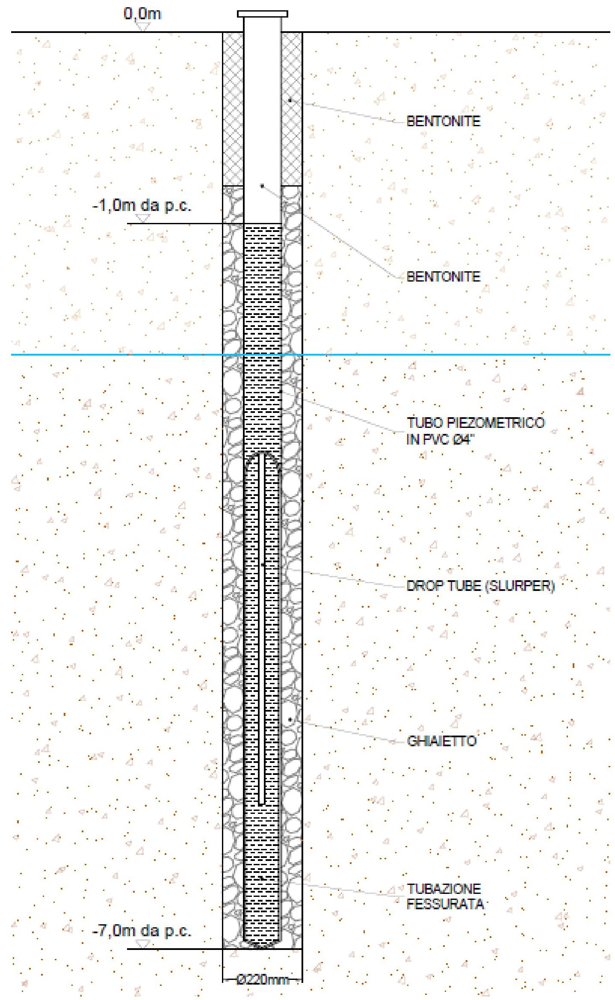 0,0m
BENTONITE
-1,0m da p.c.
BENTONITE
TUBO PIEZOMETRICO
IN PVC Ø4"
DROP TUBE (SLURPER)
GHIAIETTO
TUBAZIONE
FESSURATA
-7,0m da p.c.
Ø220mm